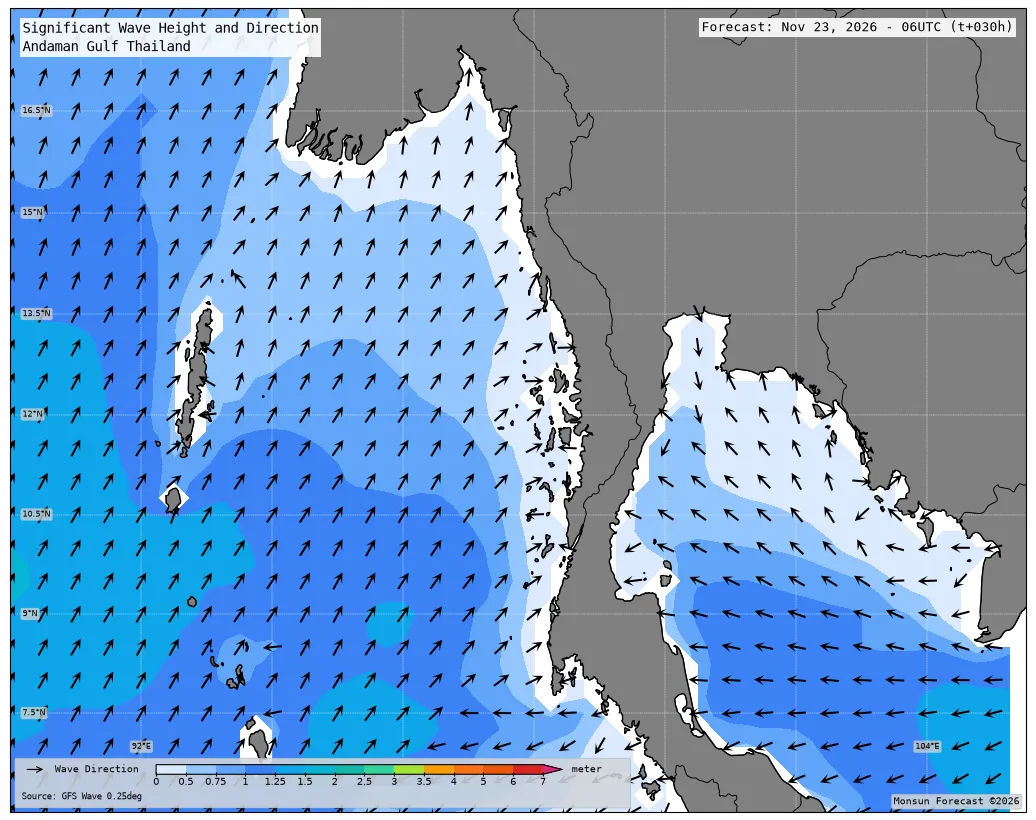 Significant Wave Height and Direction
Andaman Gulf Thailand
Forecast: Nov 23, 2026 - 06UTC (t+030h)
16.5°N
15°N
13.5°N
12°N
10.5°N
9°N
7.5°N
92°E
104°E
Wave Direction
meter
0 0.5 0.75 1 1.25 1.5 2 2.5 3 3.5 4 5 6 7
Source: GFS Wave 0.25deg
Monsun Forecast ©2026